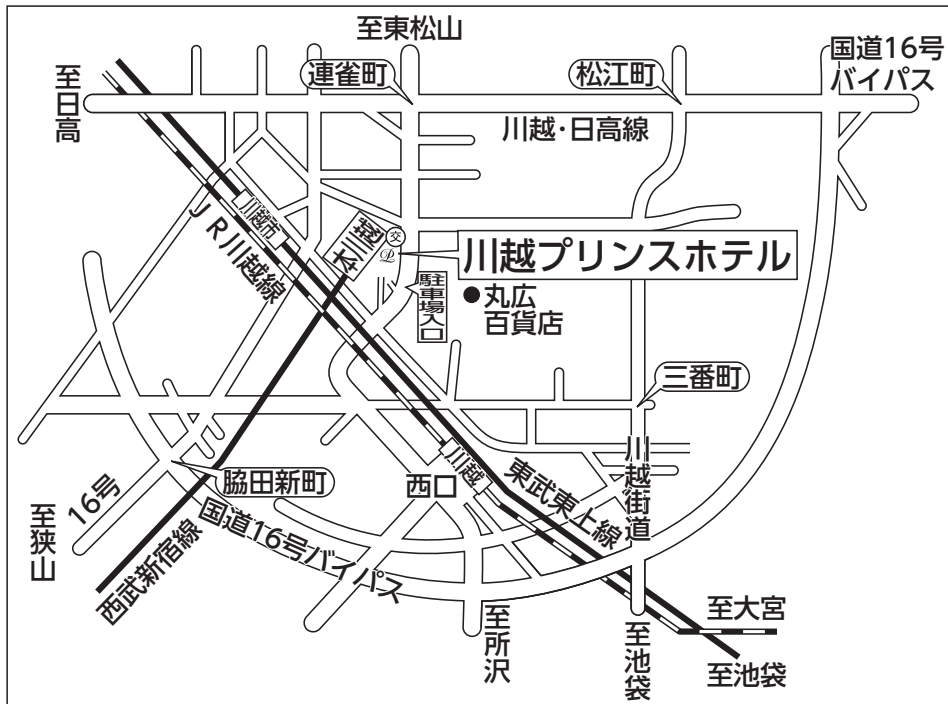 至東松山
国道16号
バイパス
至日高
連雀町
松江町
川越・日高線
川越市
JR川越線
本川越
交
川越プリンスホテル
駐車場入口
P
●丸広
百貨店
三番町
川越
西口
脇田新町
16号
至狭山
西武新宿線
国道16号バイパス
東武東上線
川越街道
至所沢
至池袋
至大宮
至池袋